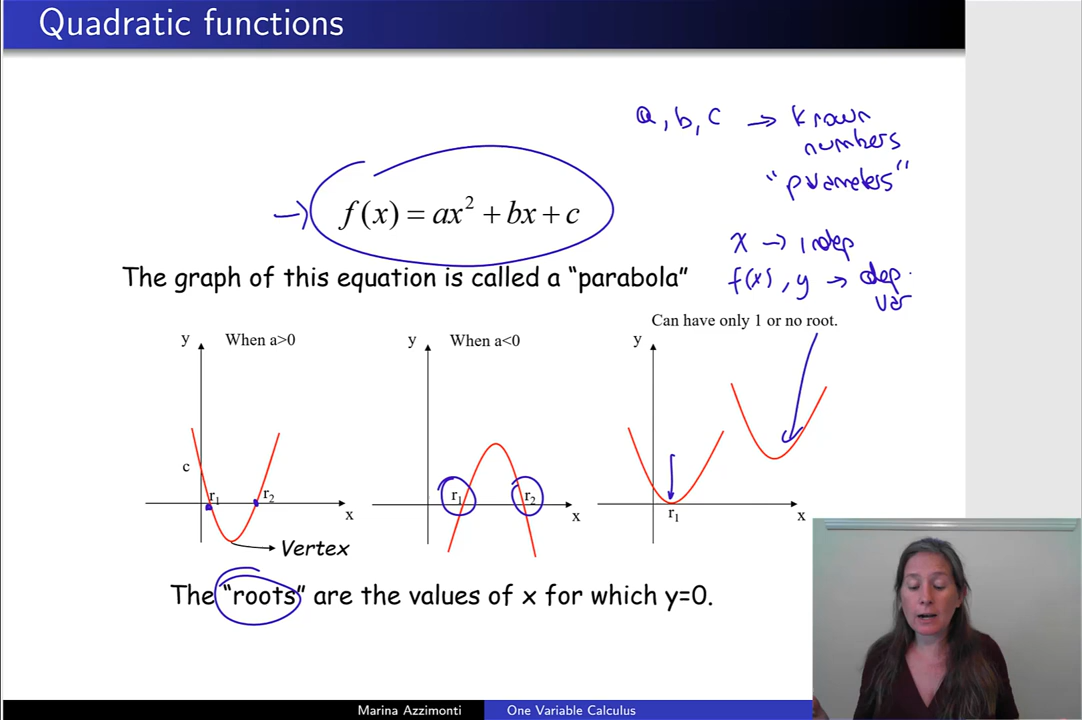 Quadratic functions
a, b, c → known
numbers
"parameters"
→ f(x) = ax² + bx + c
x → indep
The graph of this equation is called a “parabola”
f(x), y → dep.
var
Can have only 1 or no root.
y When a>0
y When a<0
y
c
r₁ r₂
r₁ r₂
x
x
r₁
x
Vertex
The “roots” are the values of x for which y=0.
Marina Azzimonti One Variable Calculus